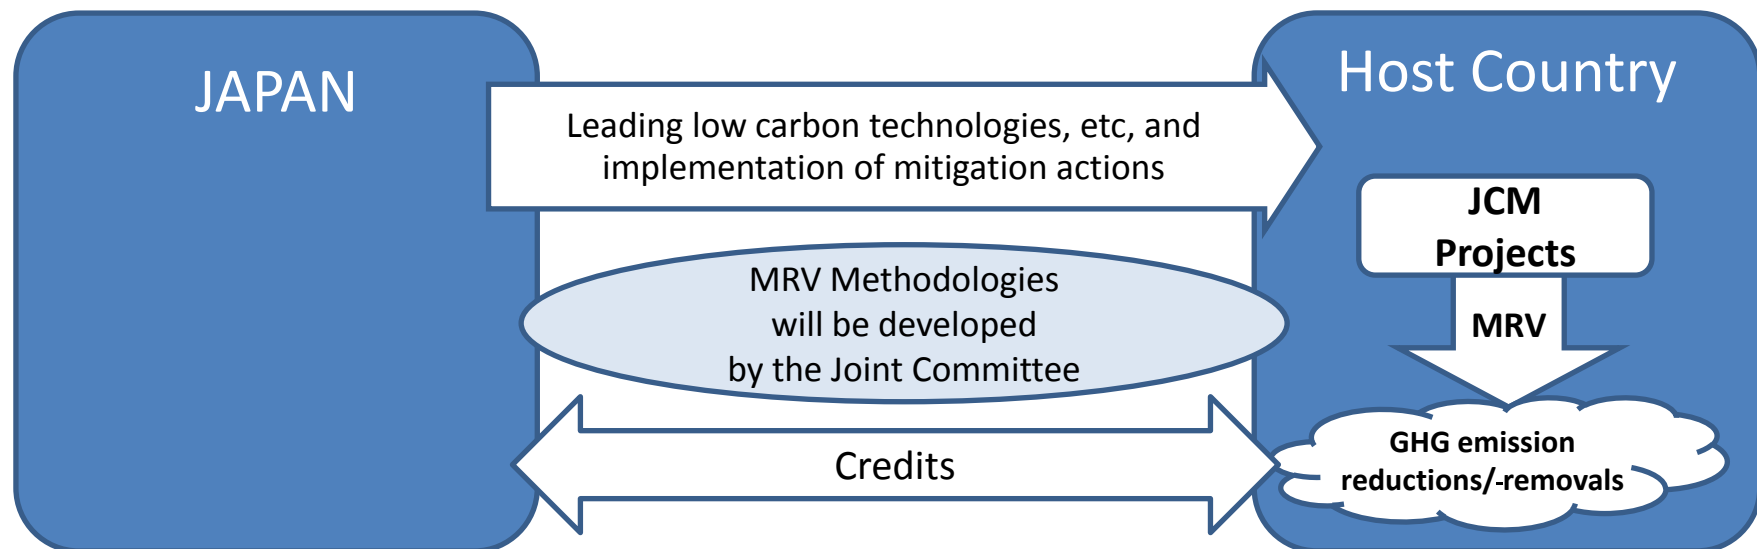 JAPAN
Leading low carbon technologies, etc, and
implementation of mitigation actions
MRV Methodologies
will be developed
by the Joint Committee
Credits
Host Country
JCM
Projects
MRV
GHG emission
reductions/-removals